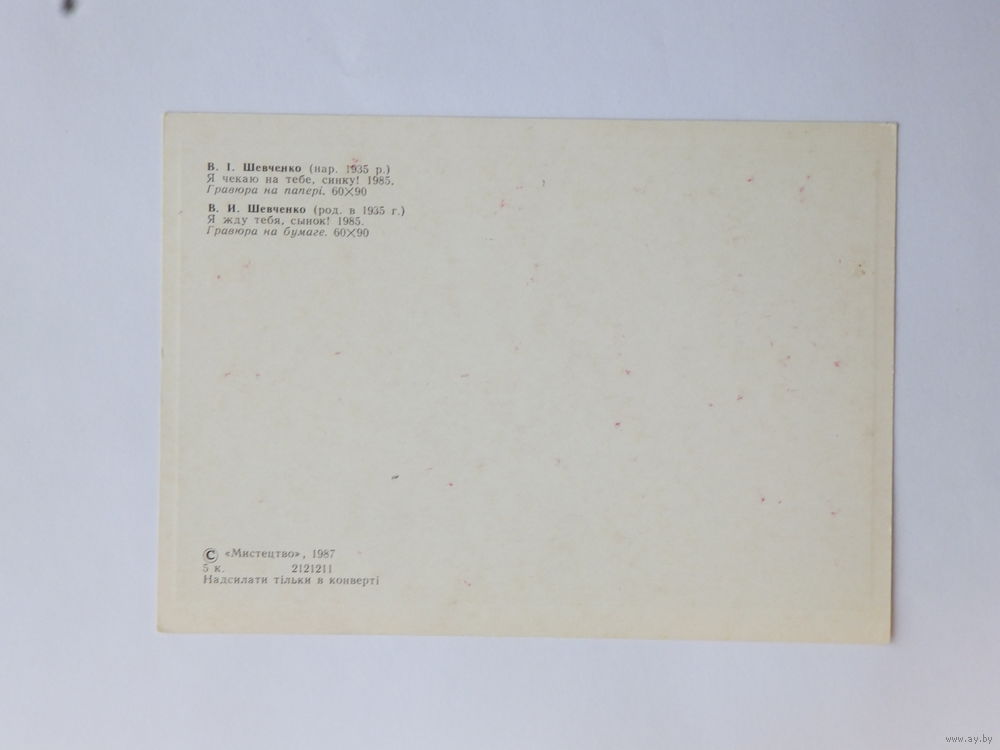 В. І. Шевченко (нар. 1935 р.)
Я чекаю на тебе, синку! 1985.
Гравюра на папері. 60×90
В. И. Шевченко (род. в 1935 г.)
Я жду тебя, сынок! 1985.
Гравюра на бумаге. 60×90
© «Мистецтво», 1987
5 к. 2121211
Надсилати тільки в конверті
www.ay.by